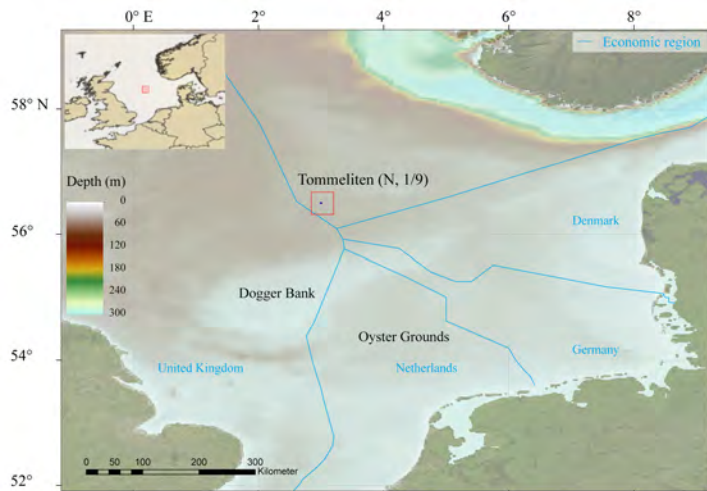 0° E
2°
4°
6°
8°
Economic region
58° N
Tommeliten (N, 1/9)
Depth (m)
0
60
120
180
240
300
Denmark
56°
Dogger Bank
Oyster Grounds
54°
United Kingdom
Netherlands
Germany
0 50 100 200 300
Kilometer
52°